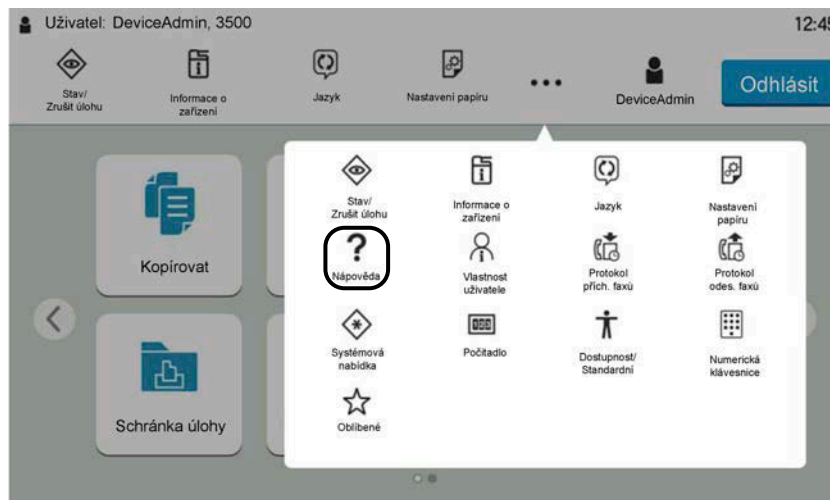 Uživatel: DeviceAdmin, 3500
12:45
Stav/
Zrušit úlohu
Informace o
zařízení
Jazyk
Nastavení papíru
DeviceAdmin
Odhlásit
Kopírovat
Schránka úlohy
Stav/
Zrušit úlohu
Informace o
zařízení
Jazyk
Nastavení
papíru
Nápověda
Vlastnost
uživatele
Protokol
přích. faxů
Protokol
odes. faxů
Systémová
nabídka
Počitadlo
Dostupnost/
Standardní
Numerická
klávesnice
Oblíbené